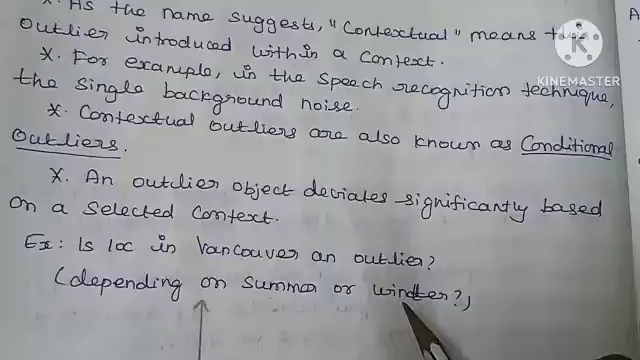 X. As the name suggests, "Contextual" means this
Outlier introduced within a context.
X. For example, in the speech recognition technique,
the single background noise.
X. Contextual outliers are also known as Conditional
Outliers.
X. An outlier object deviates significantly based
on a selected context.
Ex: Is 10c in Vancouver an outlier?
(depending on summer or winter?)
KINEMASTER